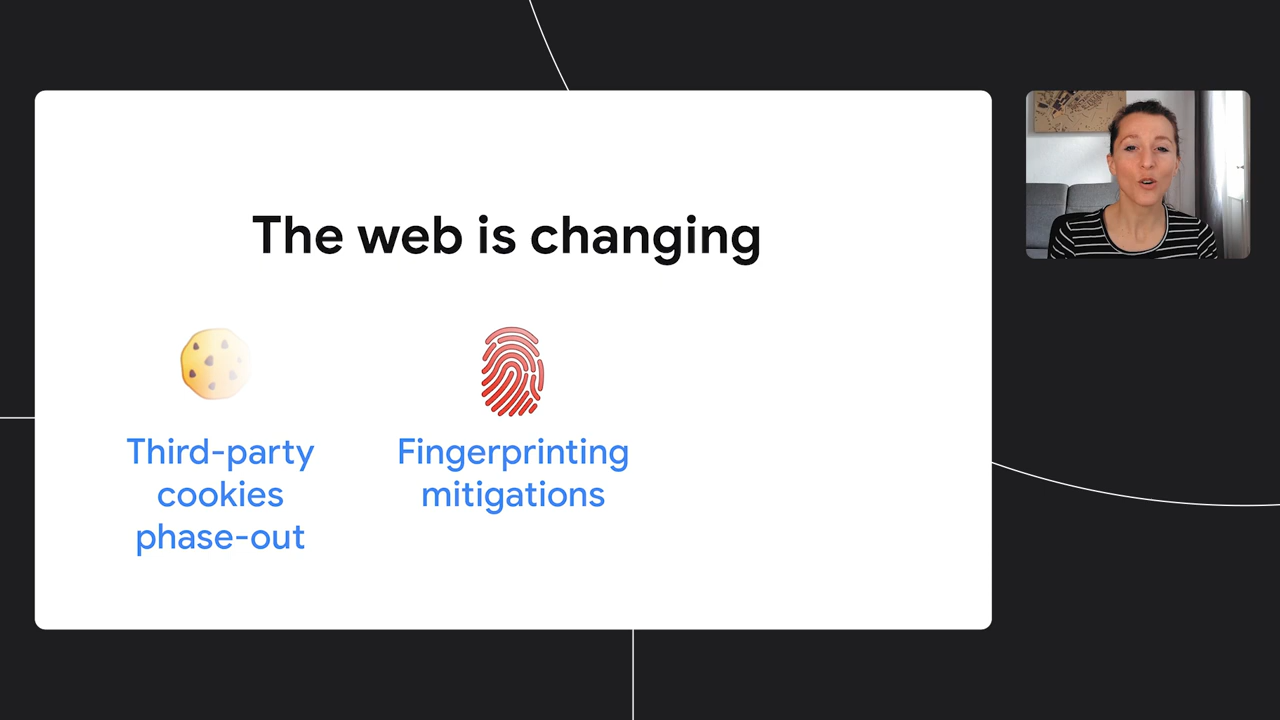 The web is changing
Third-party
cookies
phase-out
Fingerprinting
mitigations